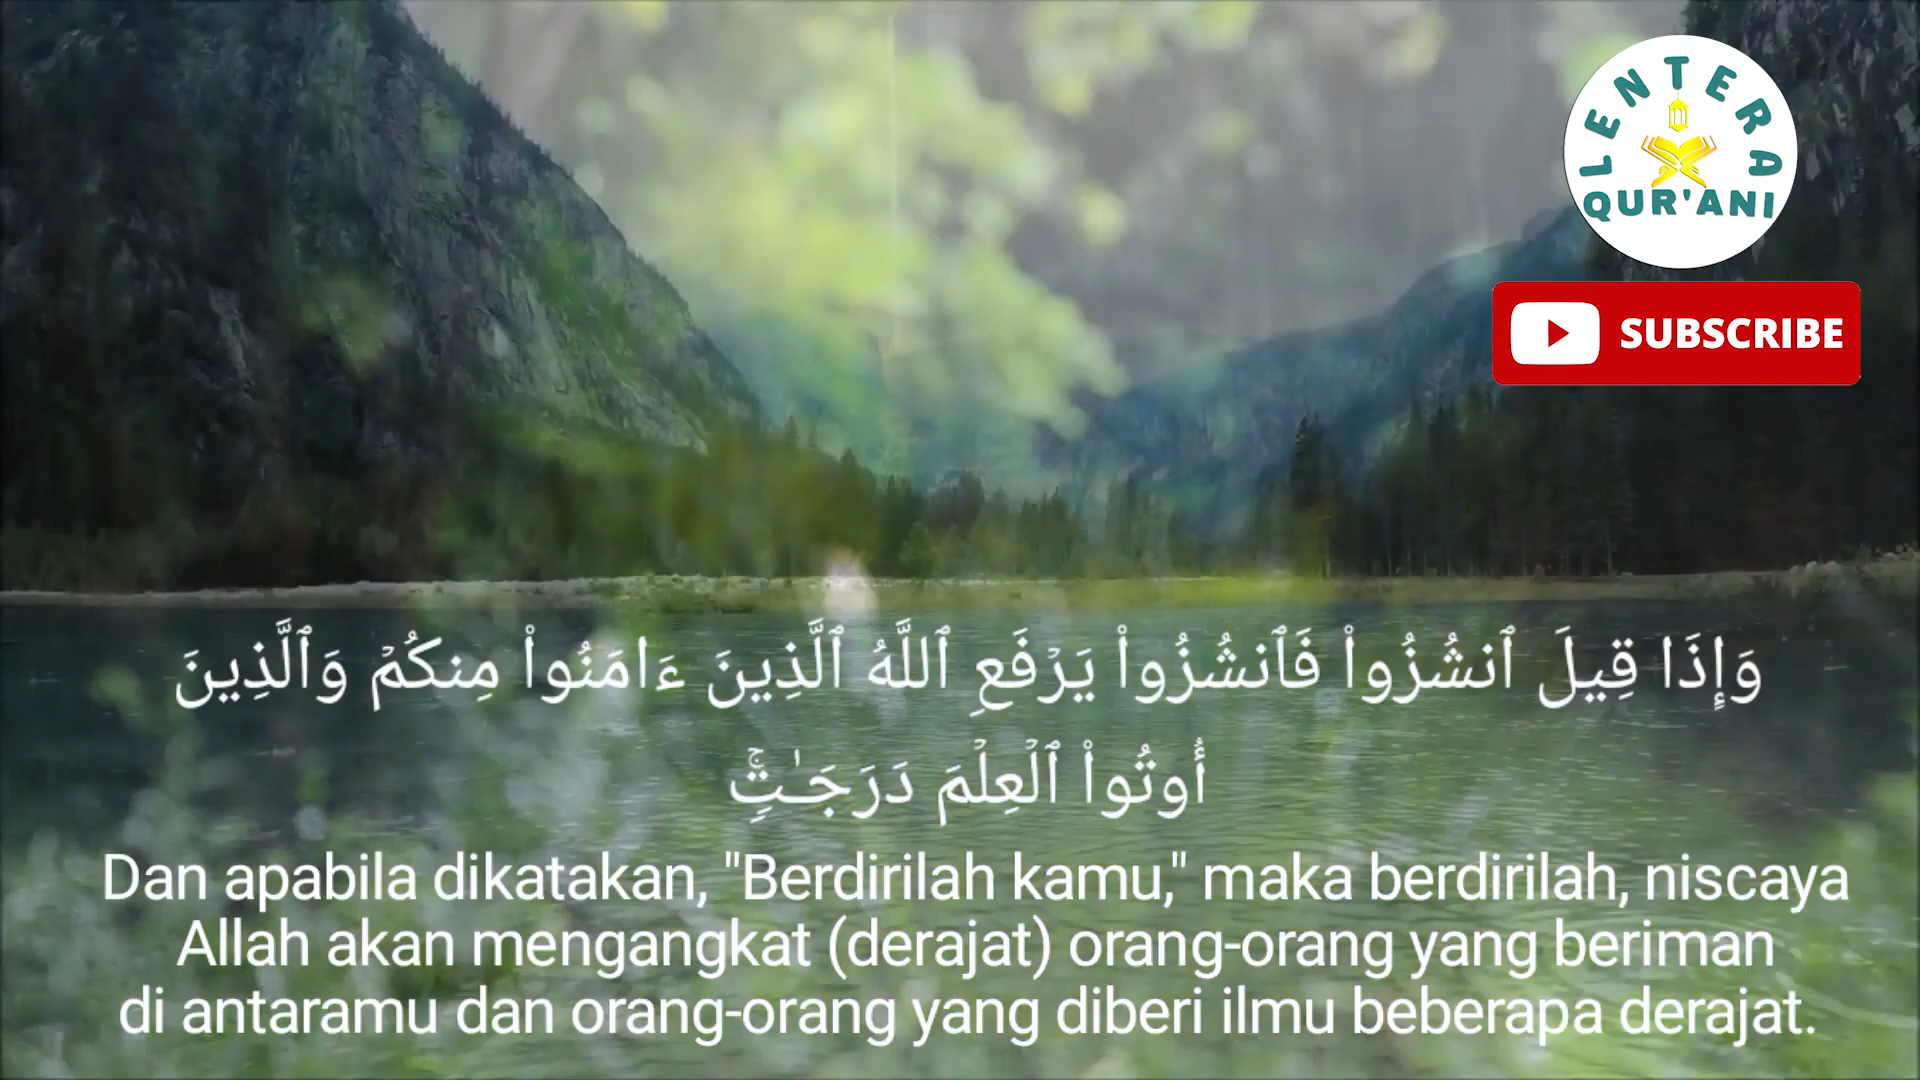 LENTERA
QUR'ANI
SUBSCRIBE
وَإِذَا قِيلَ ٱنشُزُوا۟ فَٱنشُزُوا۟ يَرْفَعِ ٱللَّهُ ٱلَّذِينَ ءَامَنُوا۟ مِنكُمْ وَٱلَّذِينَ
أُوتُوا۟ ٱلْعِلْمَ دَرَجَـٰتٍۢ ۚ
Dan apabila dikatakan, "Berdirilah kamu," maka berdirilah, niscaya
Allah akan mengangkat (derajat) orang-orang yang beriman
di antaramu dan orang-orang yang diberi ilmu beberapa derajat.